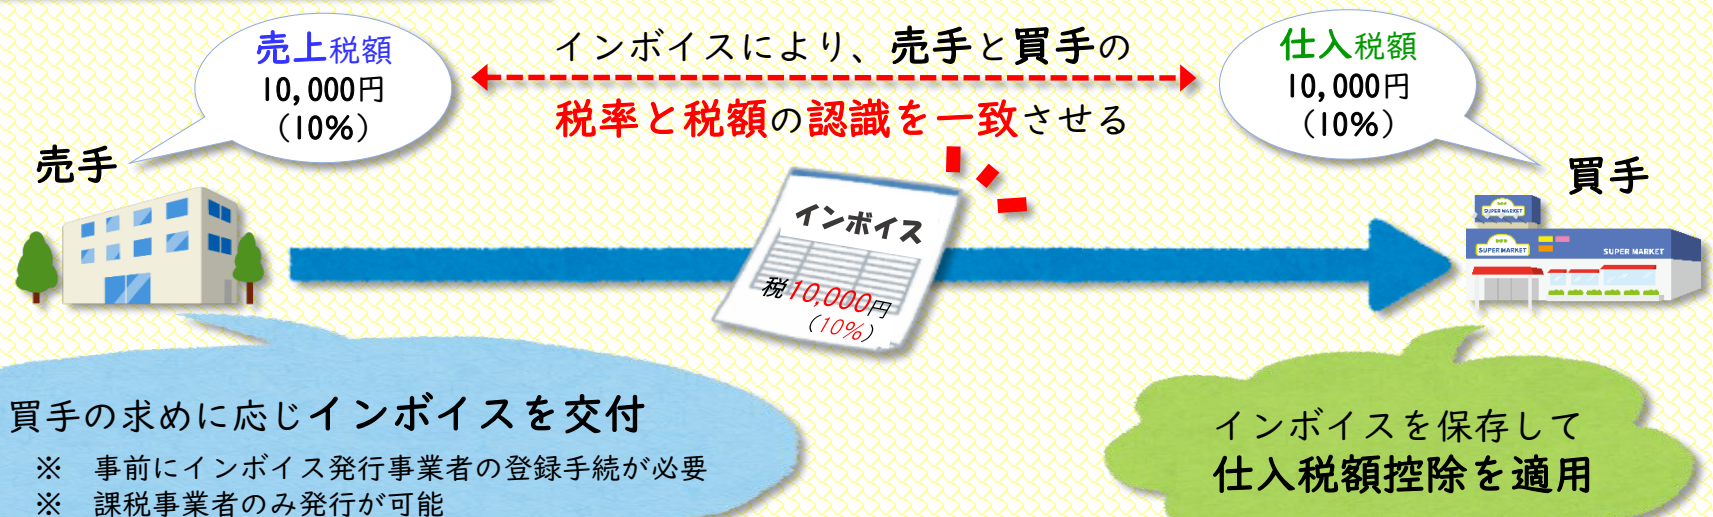 売上税額
10,000円
（10%）
インボイスにより、売手と買手の
税率と税額の認識を一致させる
仕入税額
10,000円
（10%）
売手
買手
インボイス
税10,000円
（10%）
SUPER MARKET
SUPER MARKET
SUPER MARKET
買手の求めに応じインボイスを交付
※　事前にインボイス発行事業者の登録手続が必要
※　課税事業者のみ発行が可能
インボイスを保存して
仕入税額控除を適用